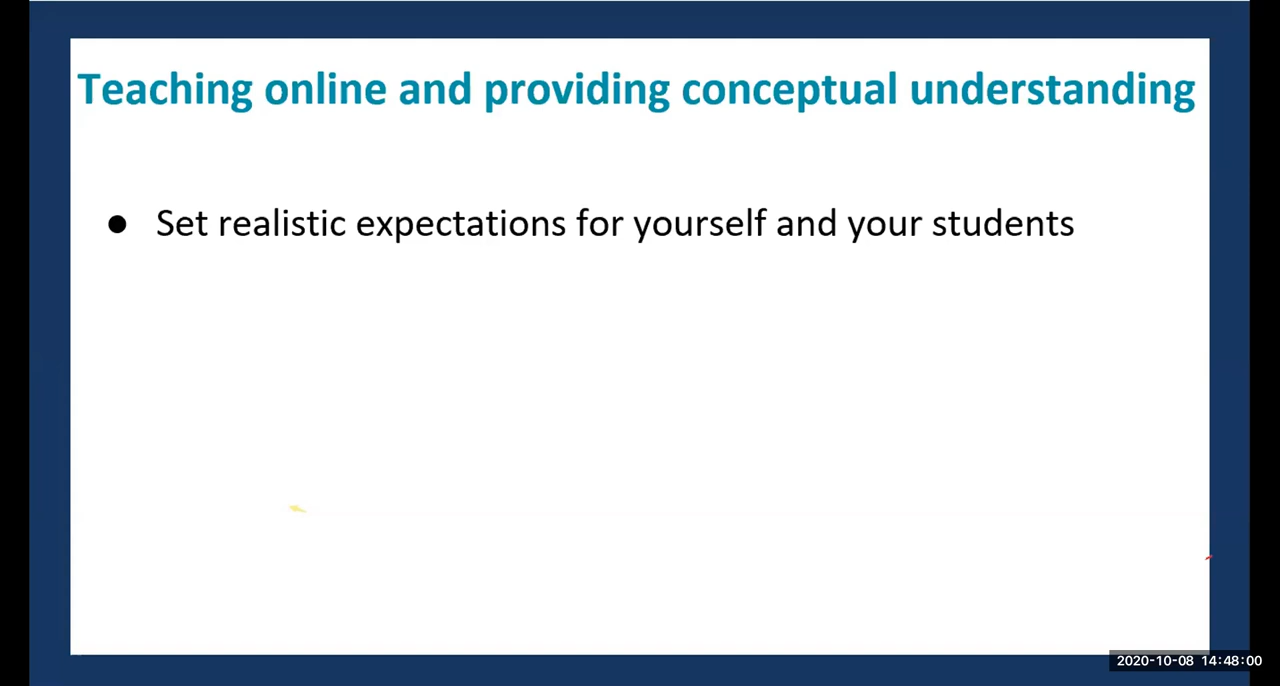 Teaching online and providing conceptual understanding
● Set realistic expectations for yourself and your students
2020-10-08 14:48:00